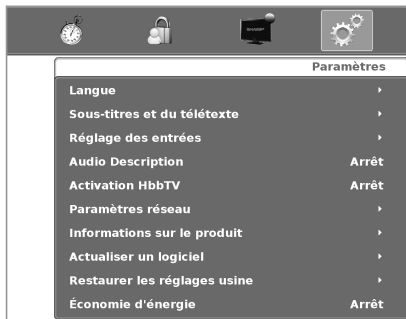 SHARP
Paramètres
Langue
Sous-titres et du télétexte
Réglage des entrées
Audio Description Arrêt
Activation HbbTV Arrêt
Paramètres réseau
Informations sur le produit
Actualiser un logiciel
Restaurer les réglages usine
Économie d'énergie Arrêt